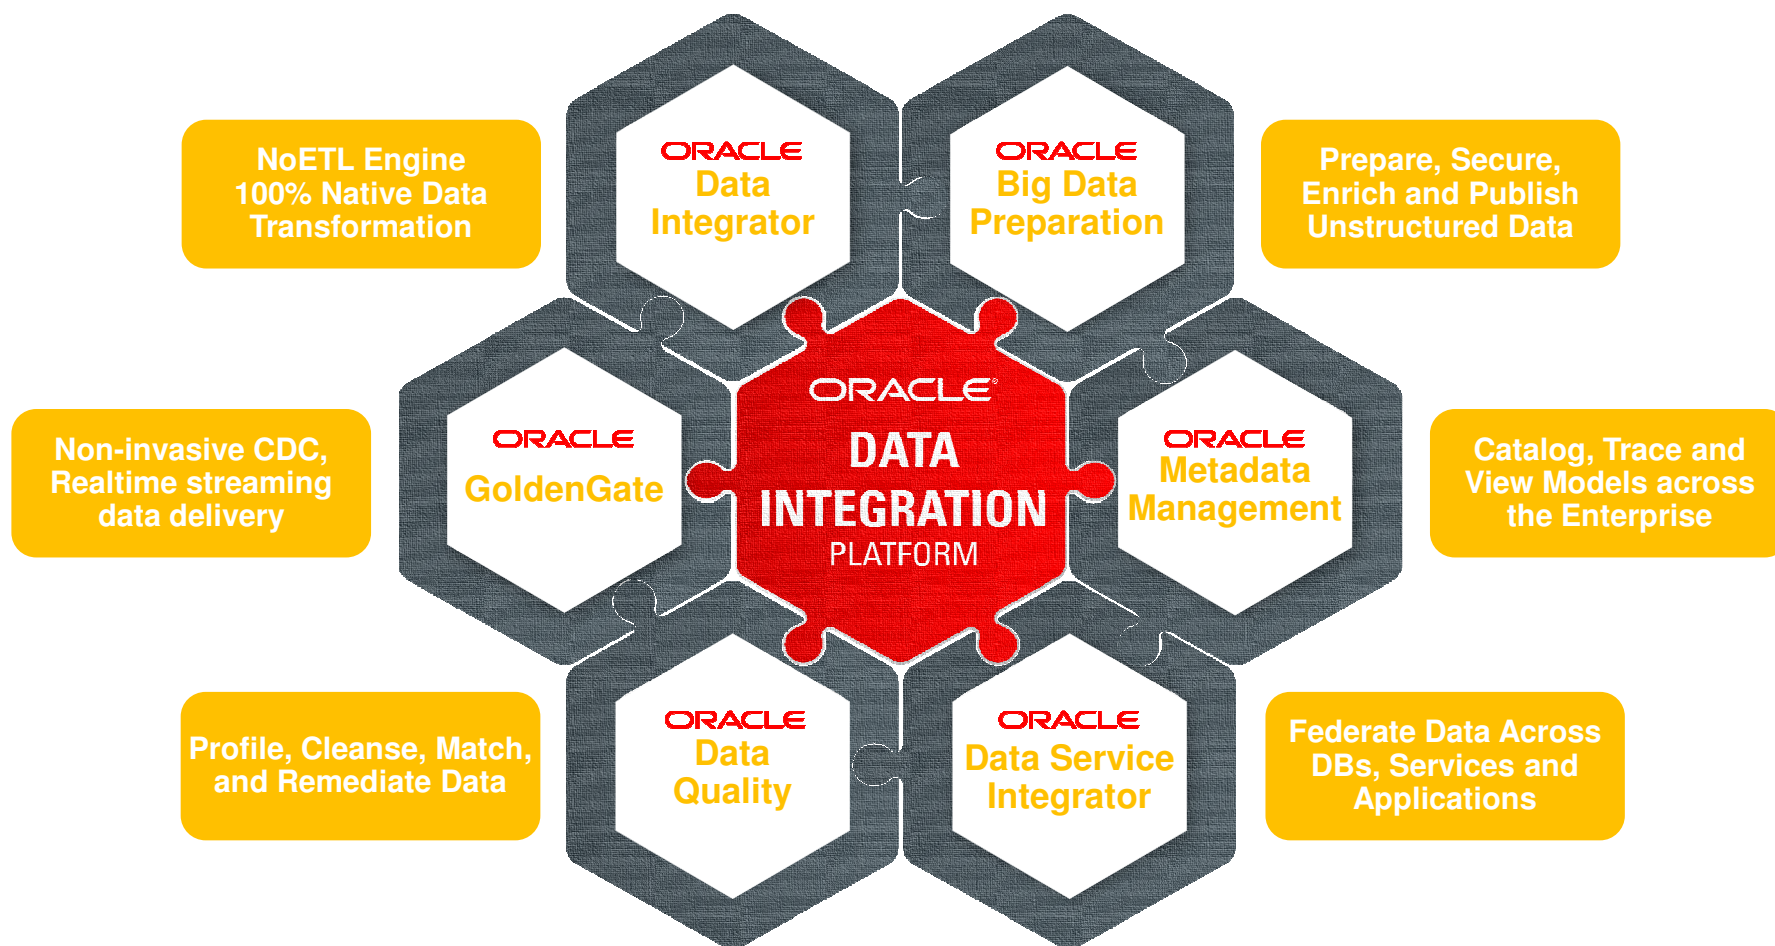 NoETL Engine
100% Native Data
Transformation
ORACLE
Data
Integrator
ORACLE
Big Data
Preparation
Prepare, Secure,
Enrich and Publish
Unstructured Data
Non-invasive CDC,
Realtime streaming
data delivery
ORACLE
GoldenGate
ORACLE®
DATA
INTEGRATION
PLATFORM
ORACLE
Metadata
Management
Catalog, Trace and
View Models across
the Enterprise
Profile, Cleanse, Match,
and Remediate Data
ORACLE
Data
Quality
ORACLE
Data Service
Integrator
Federate Data Across
DBs, Services and
Applications